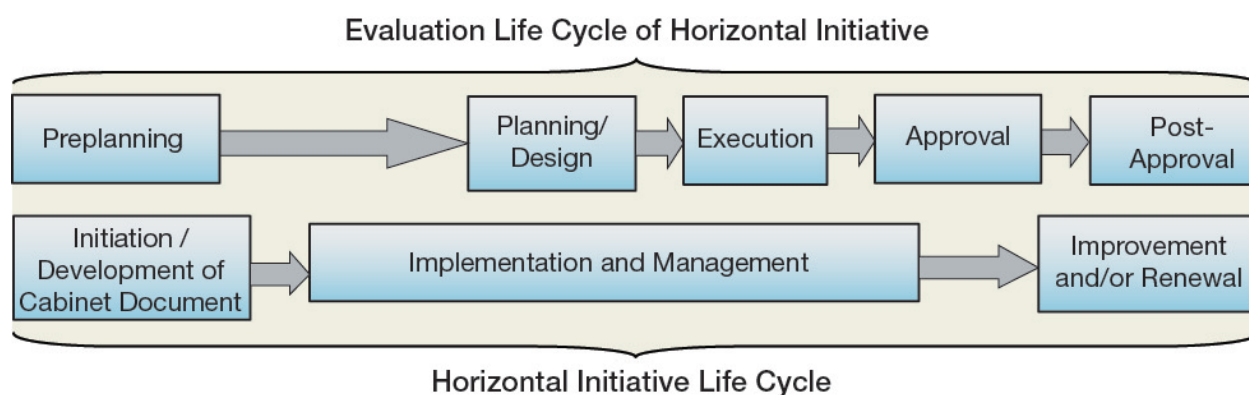 Evaluation Life Cycle of Horizontal Initiative
Preplanning
Planning/
Design
Execution
Approval
Post-
Approval
Initiation /
Development of
Cabinet Document
Implementation and Management
Improvement
and/or Renewal
Horizontal Initiative Life Cycle